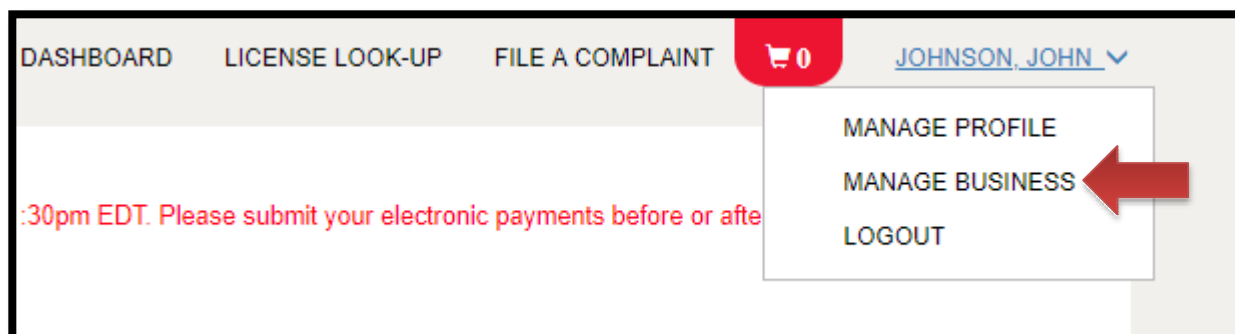 DASHBOARD LICENSE LOOK-UP FILE A COMPLAINT 0 JOHNSON, JOHN
MANAGE PROFILE
MANAGE BUSINESS
:30pm EDT. Please submit your electronic payments before or afte
LOGOUT